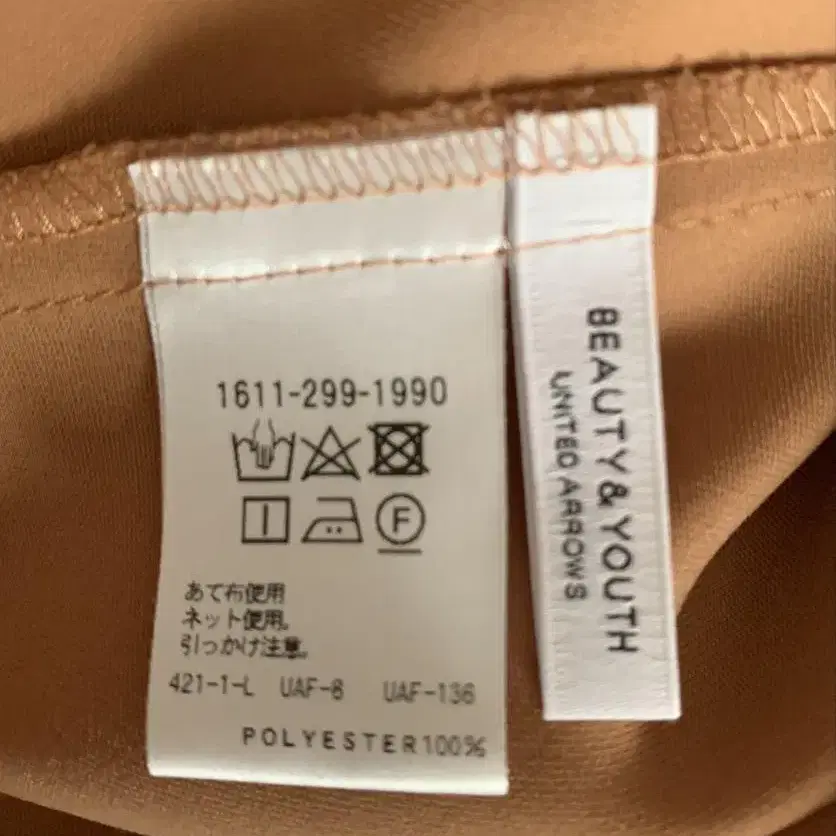 1611-299-1990
F
あて布使用
ネット使用。
引っかけ注意。
421-1-L UAF-6 UAF-136
POLYESTER100%
BEAUTY&YOUTH
UNITED ARROWS